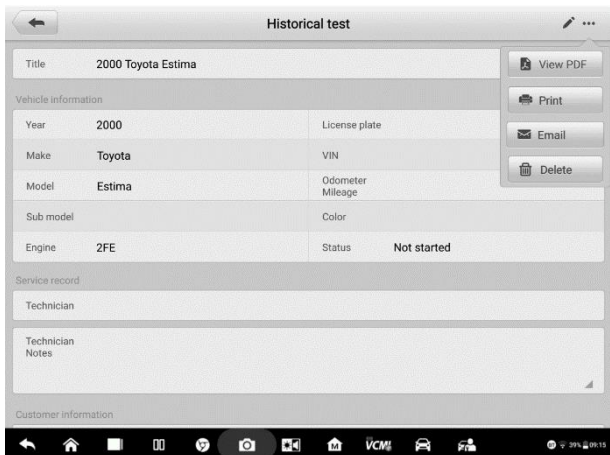 Historical test
Title 2000 Toyota Estima
View PDF
Print
Email
Delete
Vehicle information
Year 2000 License plate
Make Toyota VIN
Model Estima Odometer
Mileage
Sub model Color
Engine 2FE Status Not started
Service record
Technician
Technician
Notes
Customer information
VCMI 39% 09:15